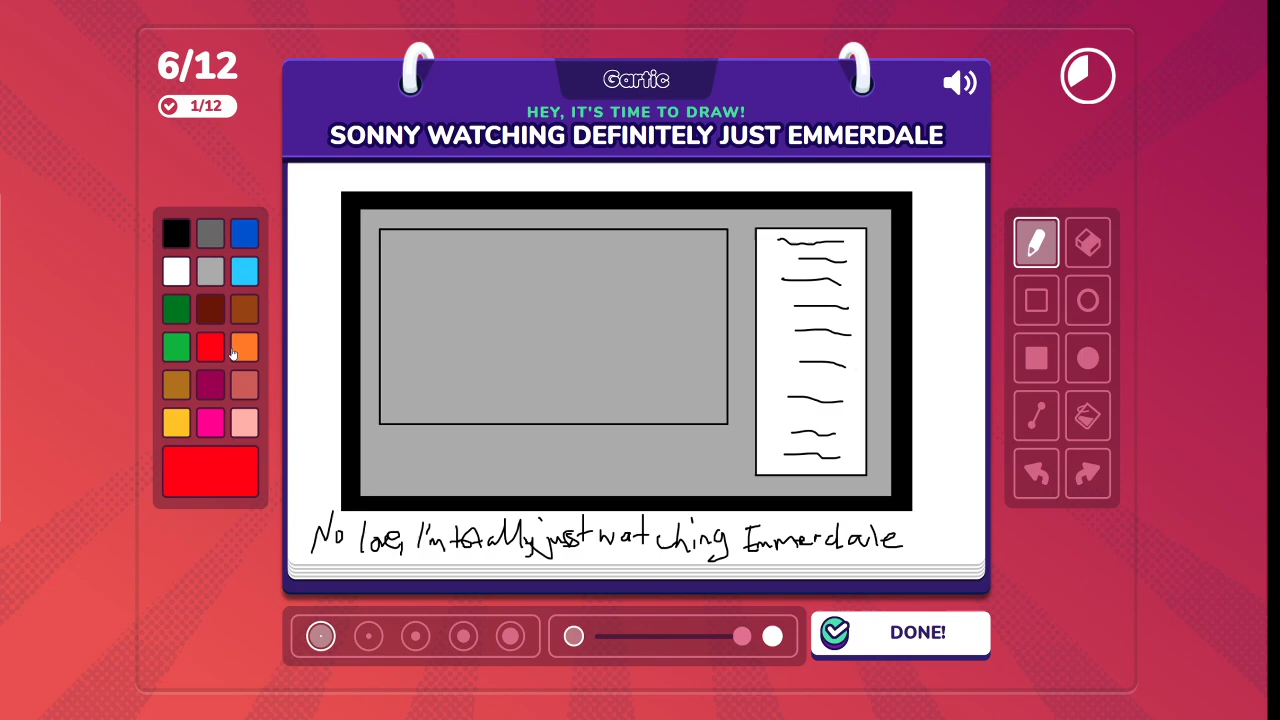 6/12
1/12
Gartic
HEY, IT'S TIME TO DRAW!
SONNY WATCHING DEFINITELY JUST EMMERDALE
No love, I'm totally just watching Emmerdale
DONE!